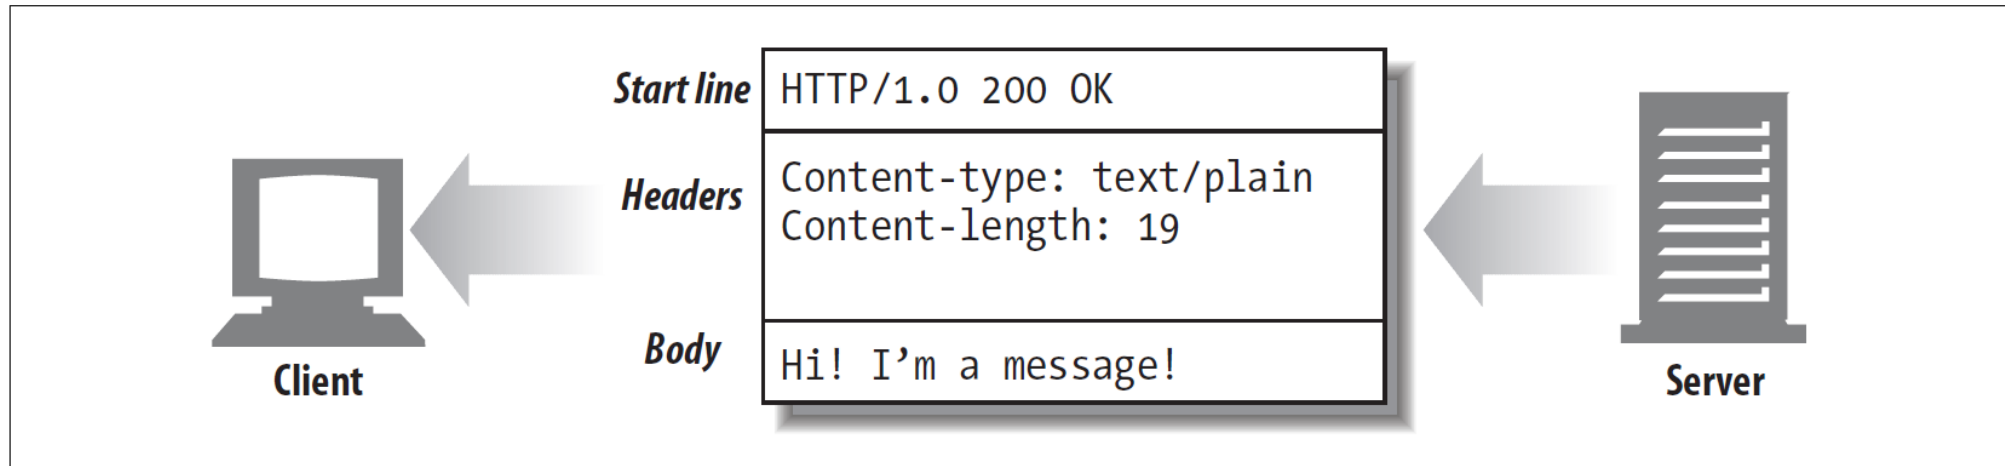 Start line
HTTP/1.0 200 OK
Headers
Content-type: text/plain
Content-length: 19
Body
Hi! I’m a message!
Client
Server